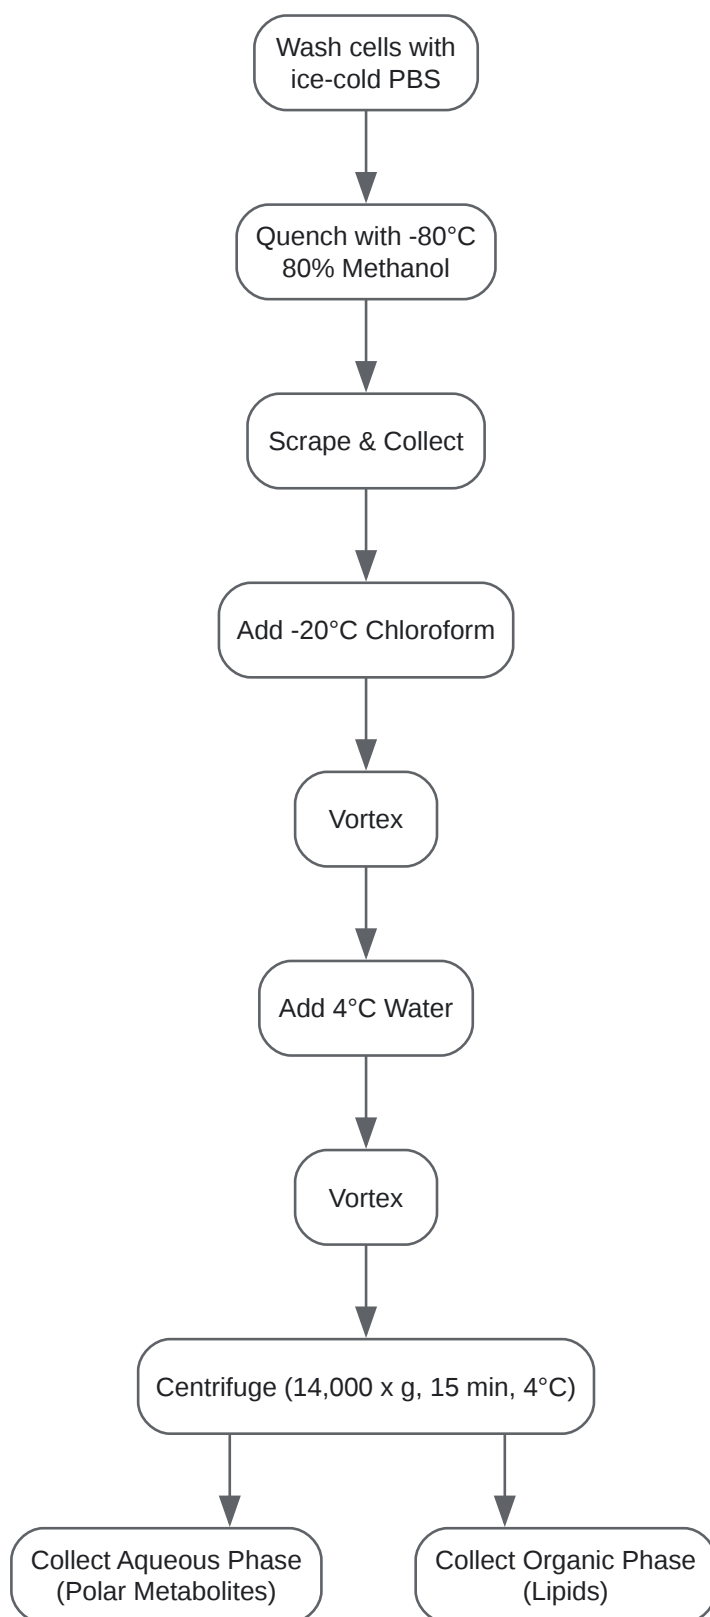 Wash cells with
ice-cold PBS
Quench with -80°C
80% Methanol
Scrape & Collect
Add -20°C Chloroform
Vortex
Add 4°C Water
Vortex
Centrifuge (14,000 x g, 15 min, 4°C)
Collect Aqueous Phase
(Polar Metabolites)
Collect Organic Phase
(Lipids)